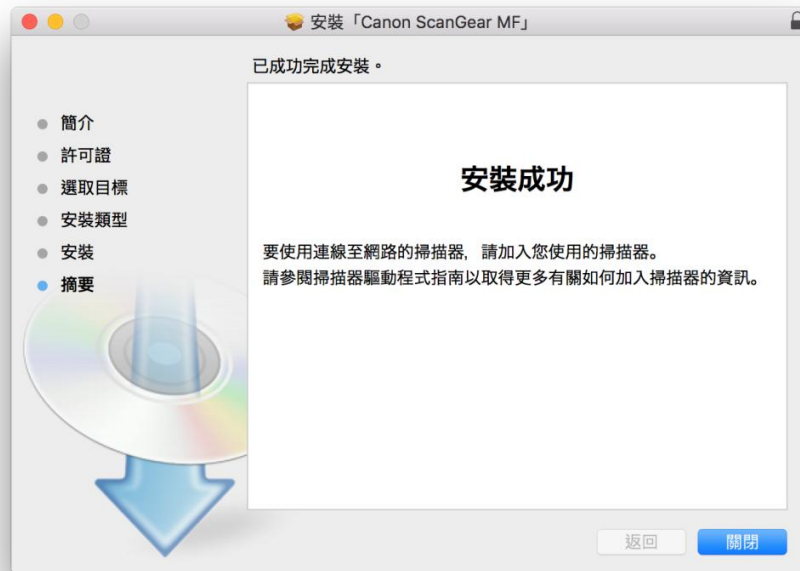 安裝「Canon ScanGear MF」
已成功完成安裝。
簡介
許可證
選取目標
安裝類型
安裝
摘要
安裝成功
要使用連線至網路的掃描器，請加入您使用的掃描器。
請參閱掃描器驅動程式指南以取得更多有關如何加入掃描器的資訊。
返回
關閉